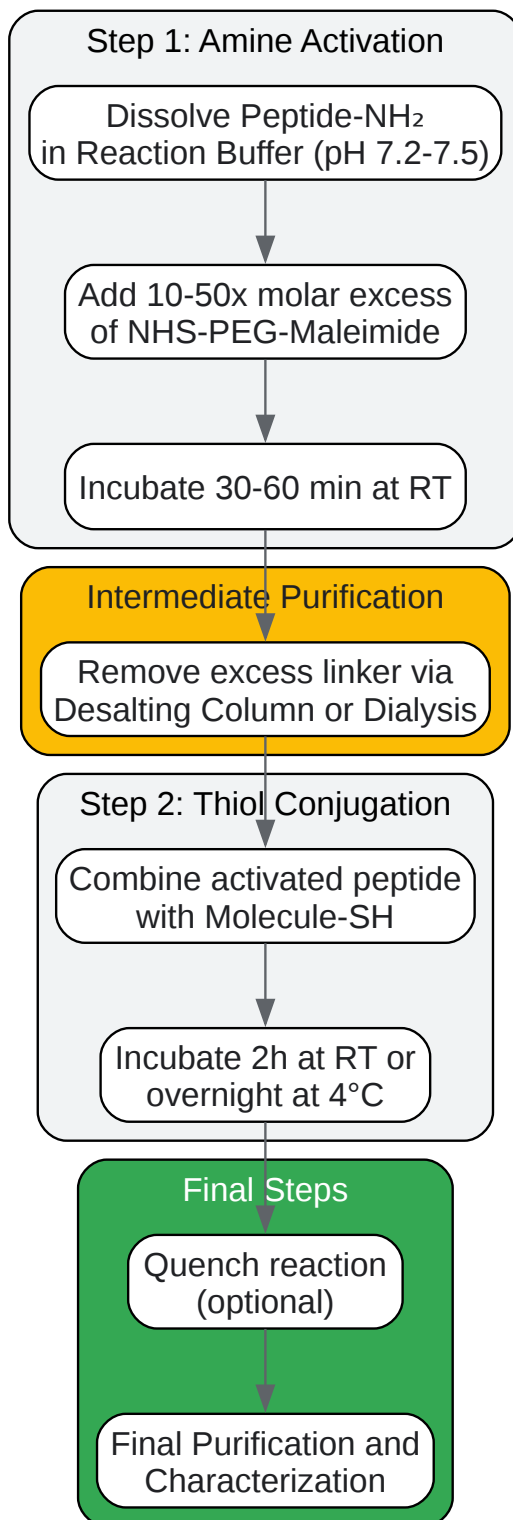 Step 1: Amine Activation
Dissolve Peptide-NH₂
in Reaction Buffer (pH 7.2-7.5)
Add 10-50x molar excess
of NHS-PEG-Maleimide
Incubate 30-60 min at RT
Intermediate Purification
Remove excess linker via
Desalting Column or Dialysis
Step 2: Thiol Conjugation
Combine activated peptide
with Molecule-SH
Incubate 2h at RT or
overnight at 4°C
Final Steps
Quench reaction
(optional)
Final Purification and
Characterization